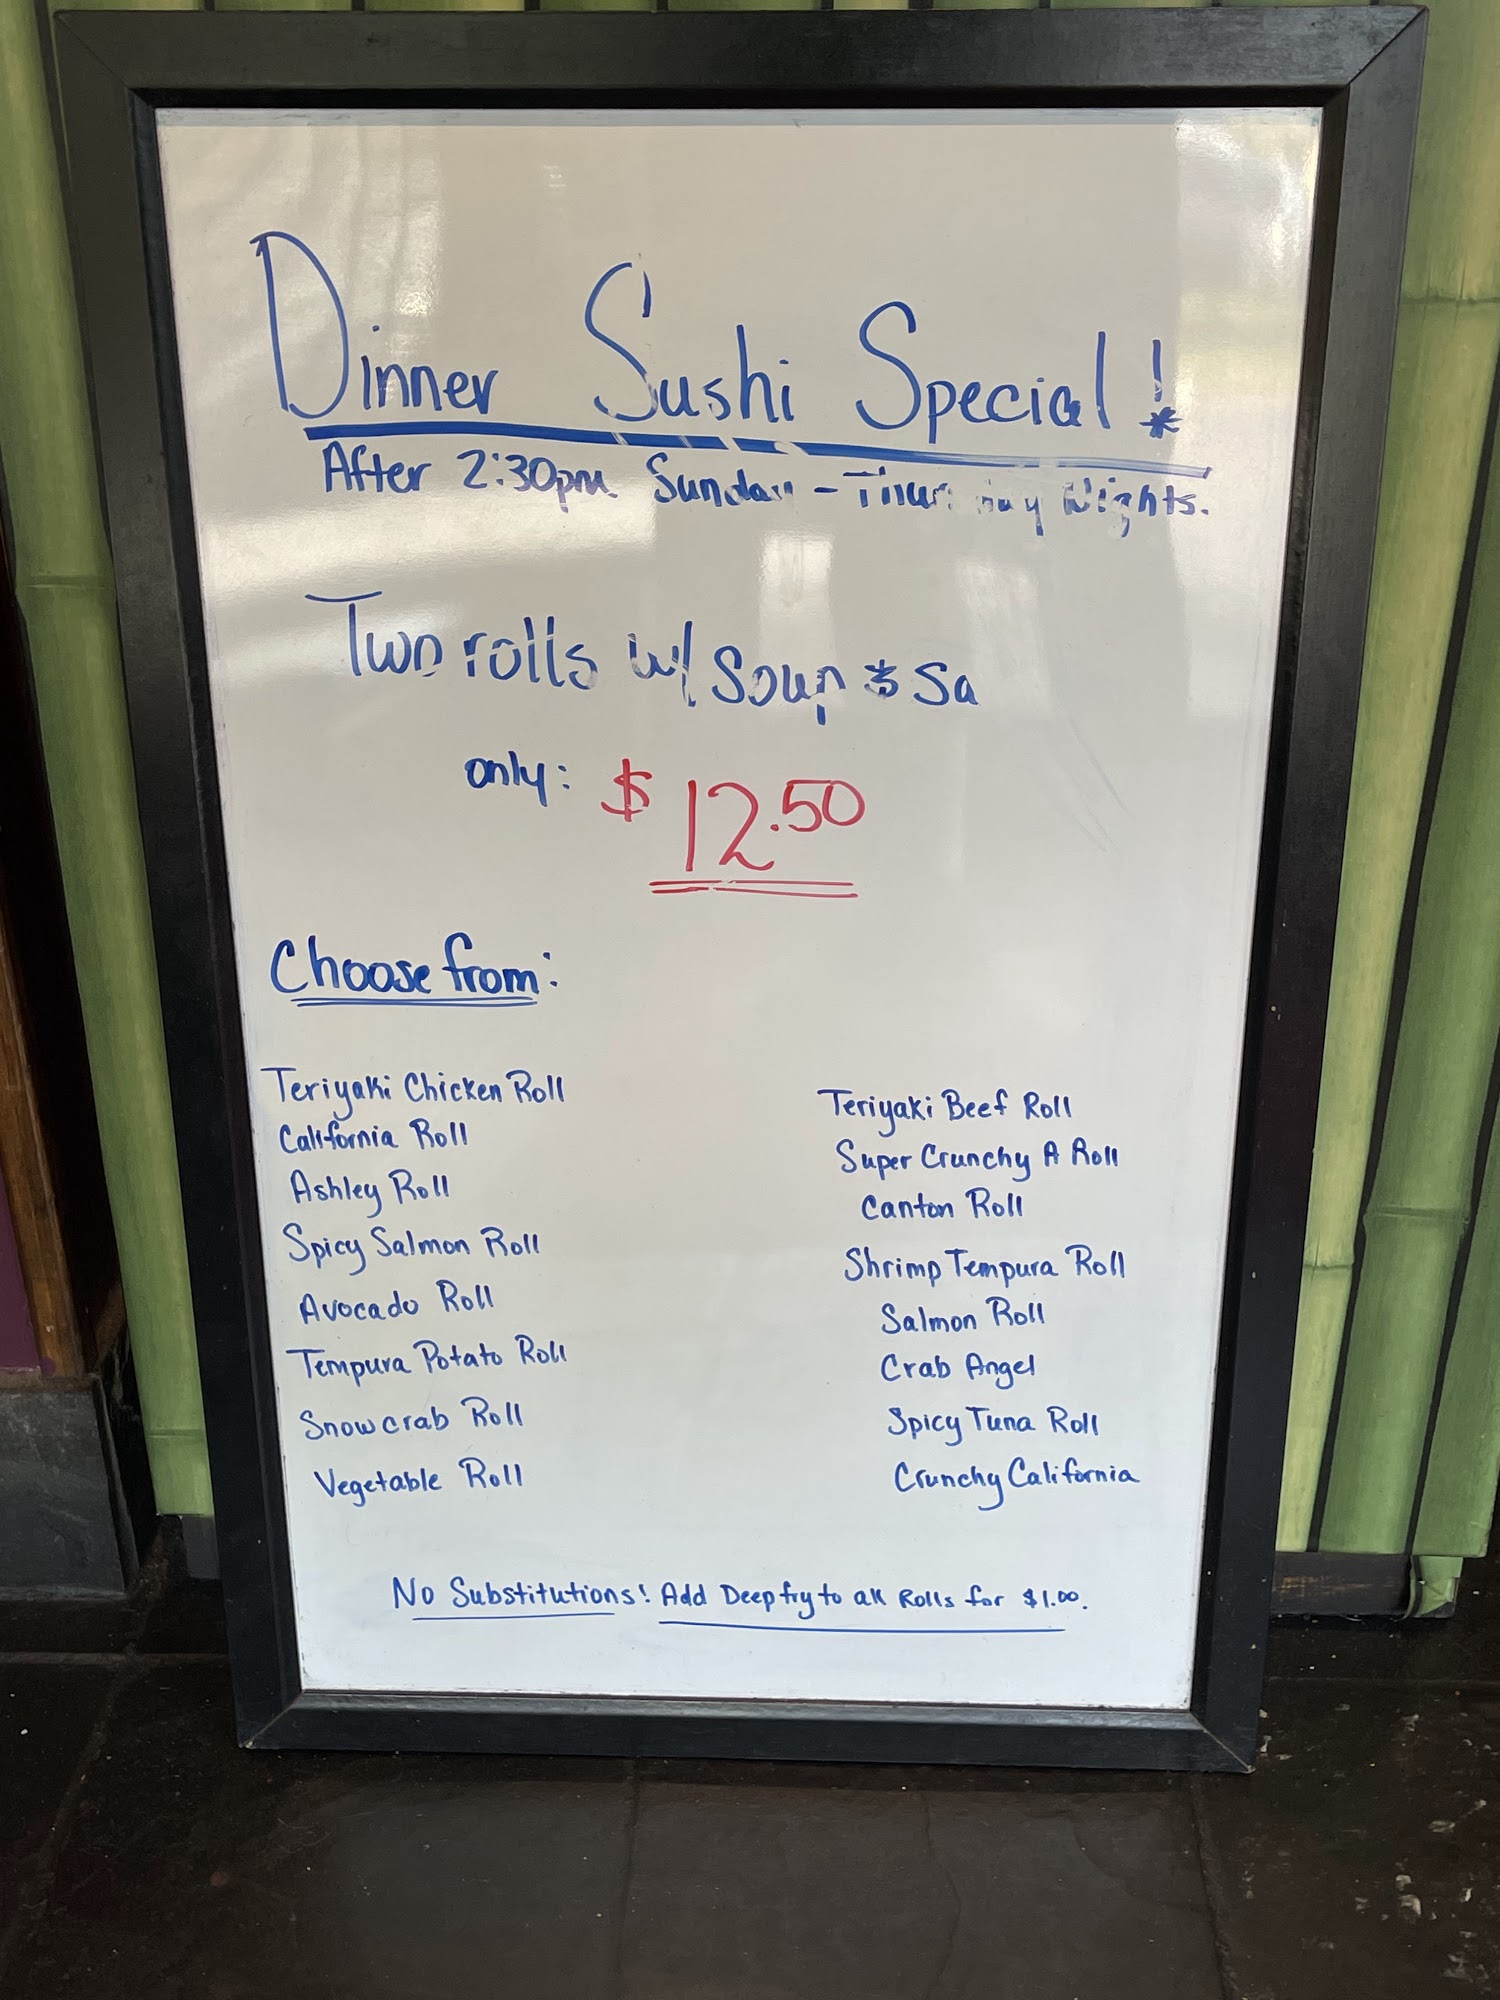 Dinner Sushi Special!*
After 2:30pm Sunday - Thursday Nights.
Two rolls w/ Soup & Sa
only: $12.50
Choose from:
Teriyaki Chicken Roll
California Roll
Ashley Roll
Spicy Salmon Roll
Avocado Roll
Tempura Potato Roll
Snowcrab Roll
Vegetable Roll
Teriyaki Beef Roll
Super Crunchy A Roll
Canton Roll
Shrimp Tempura Roll
Salmon Roll
Crab Angel
Spicy Tuna Roll
Crunchy California
No Substitutions! Add Deepfry to all Rolls for $1.00.